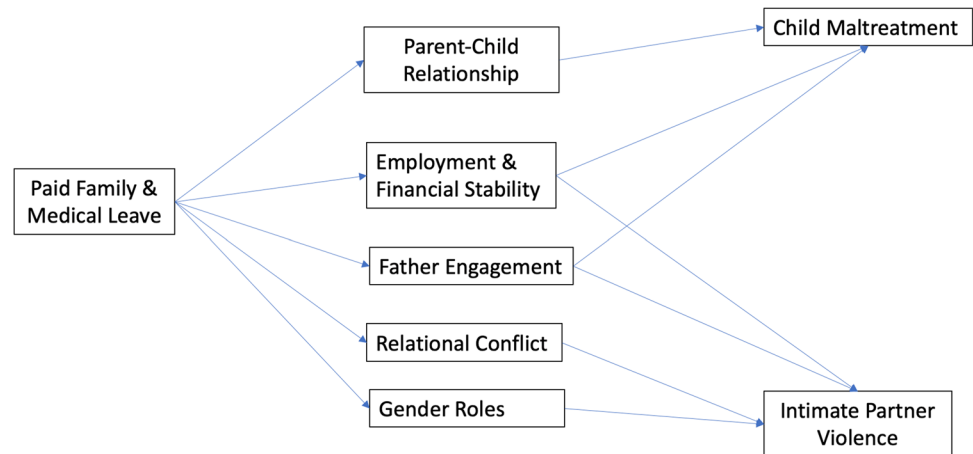 Child Maltreatment
Parent-Child
Relationship
Employment &
Financial Stability
Paid Family &
Medical Leave
Father Engagement
Relational Conflict
Gender Roles
Intimate Partner
Violence